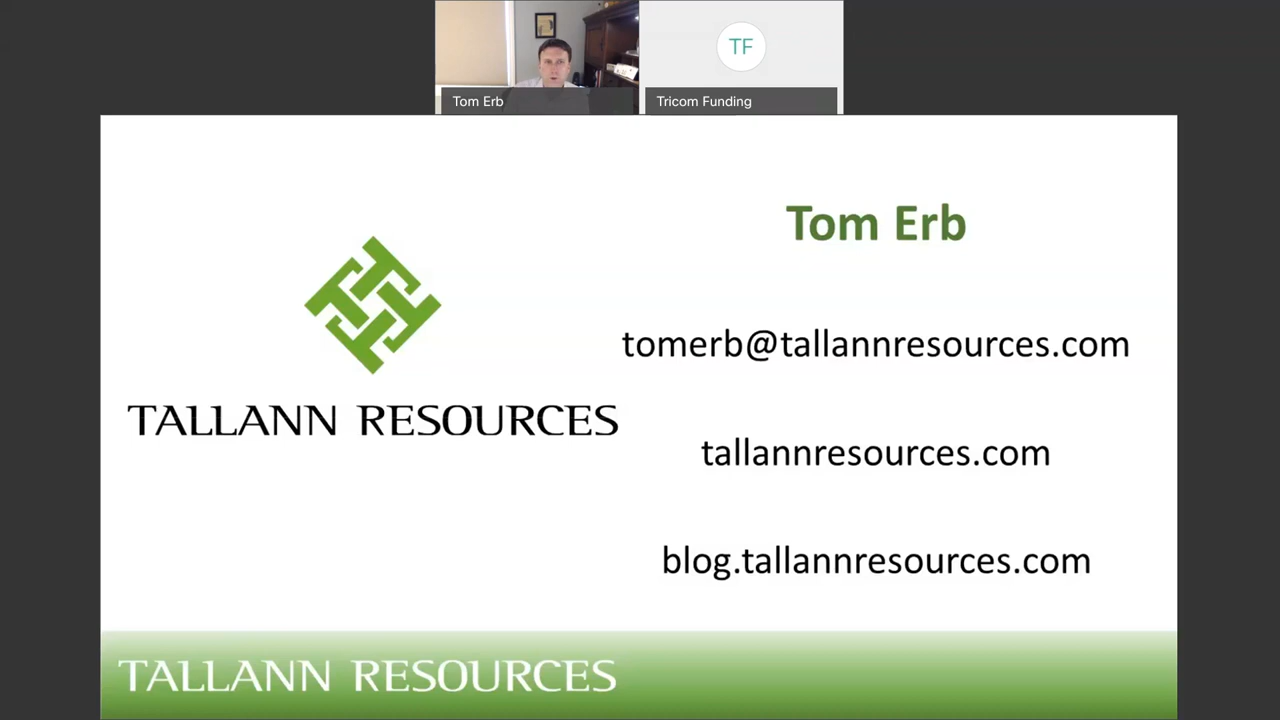 Tom Erb
TF
Tricom Funding
Tom Erb
tomerb@tallannresources.com
TALLANN RESOURCES
tallannresources.com
blog.tallannresources.com
TALLANN RESOURCES